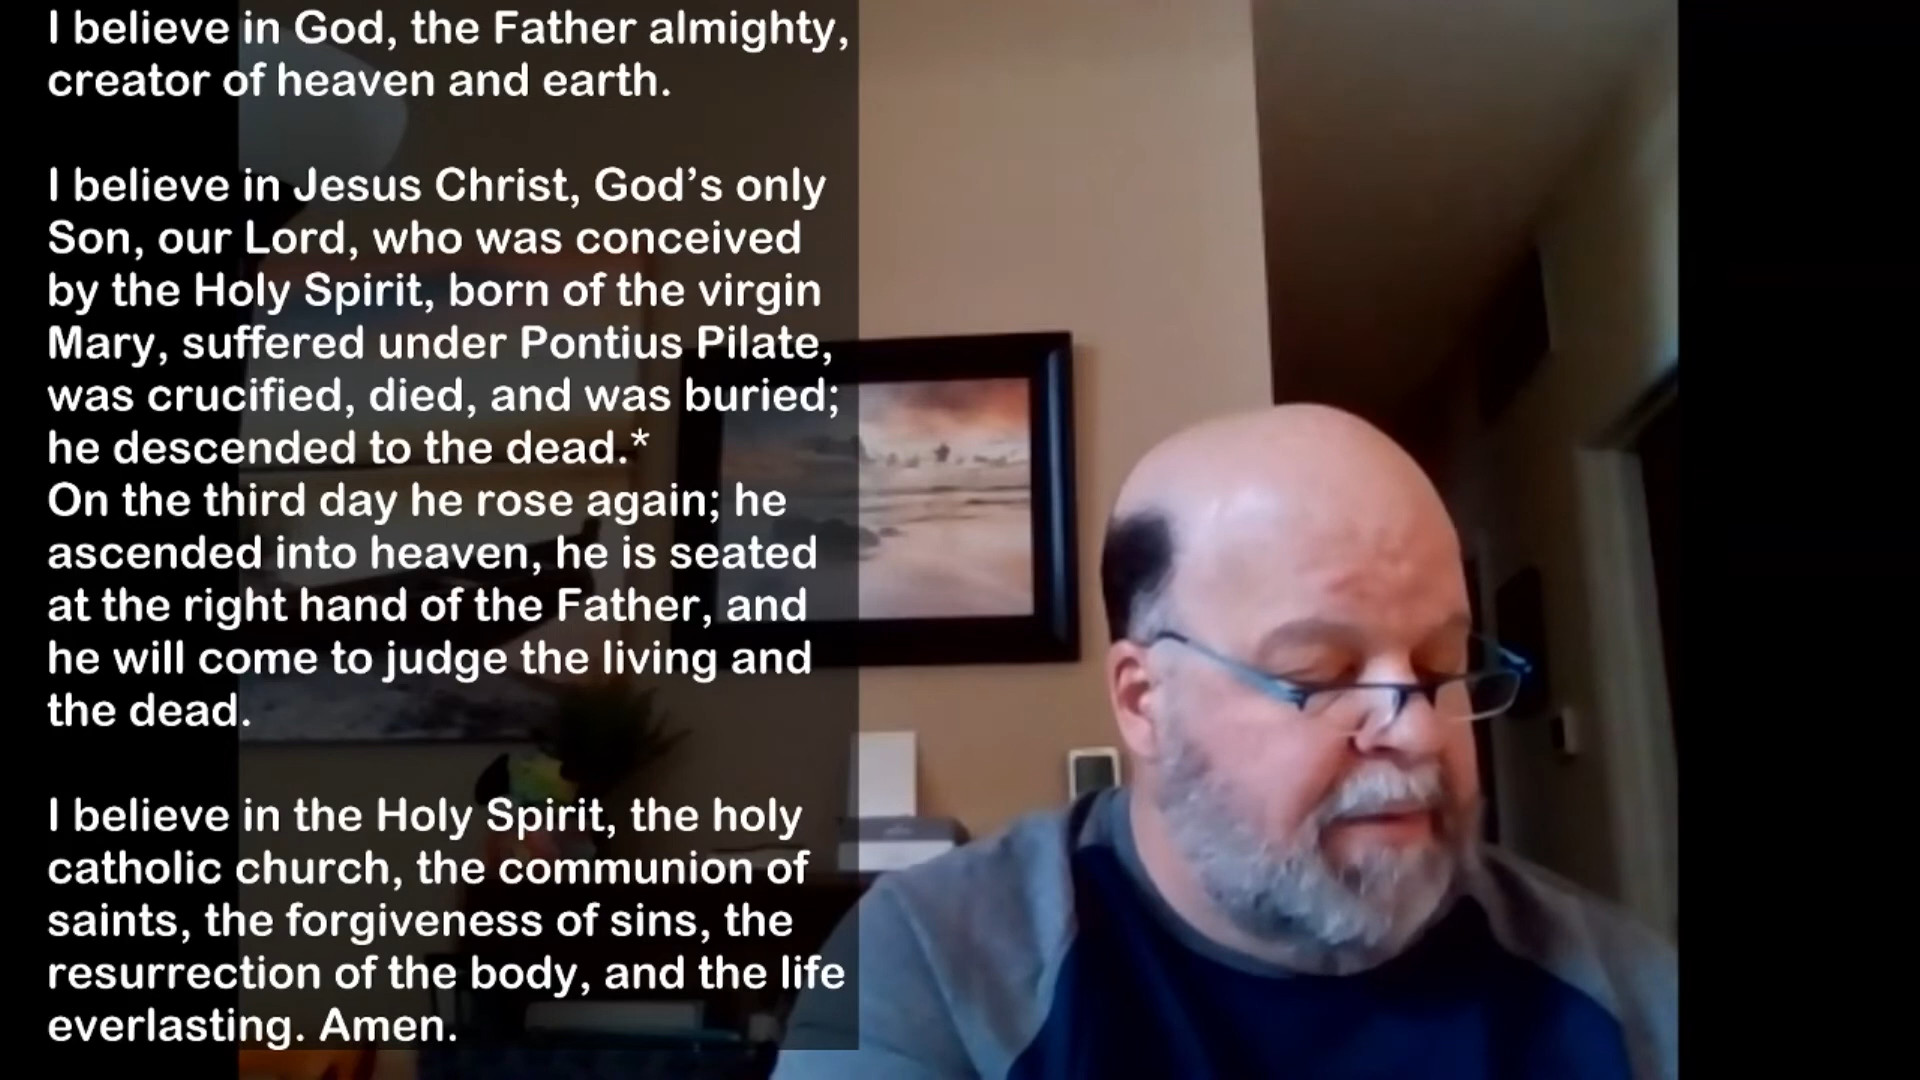 I believe in God, the Father almighty,
creator of heaven and earth.
I believe in Jesus Christ, God’s only
Son, our Lord, who was conceived
by the Holy Spirit, born of the virgin
Mary, suffered under Pontius Pilate,
was crucified, died, and was buried;
he descended to the dead.*
On the third day he rose again; he
ascended into heaven, he is seated
at the right hand of the Father, and
he will come to judge the living and
the dead.
I believe in the Holy Spirit, the holy
catholic church, the communion of
saints, the forgiveness of sins, the
resurrection of the body, and the life
everlasting. Amen.